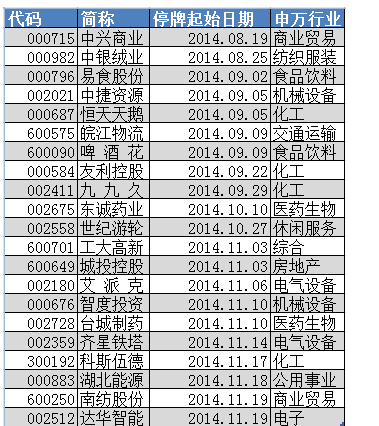 代码 简称 停牌起始日期 申万行业
000715 中兴商业 2014.08.19 商业贸易
000982 中银绒业 2014.08.25 纺织服装
000796 易食股份 2014.09.02 食品饮料
002021 中捷资源 2014.09.05 机械设备
000687 恒天天鹅 2014.09.05 化工
600575 皖江物流 2014.09.09 交通运输
600090 啤 酒 花 2014.09.09 食品饮料
000584 友利控股 2014.09.22 化工
002411 九 九 久 2014.09.29 化工
002675 东诚药业 2014.10.10 医药生物
002558 世纪游轮 2014.10.27 休闲服务
600701 工大高新 2014.11.03 综合
600649 城投控股 2014.11.03 房地产
002180 艾 派 克 2014.11.06 电气设备
000676 智度投资 2014.11.10 机械设备
002728 台城制药 2014.11.10 医药生物
002359 齐星铁塔 2014.11.14 电气设备
300192 科斯伍德 2014.11.17 化工
000883 湖北能源 2014.11.18 公用事业
600250 南纺股份 2014.11.19 商业贸易
002512 达华智能 2014.11.19 电子